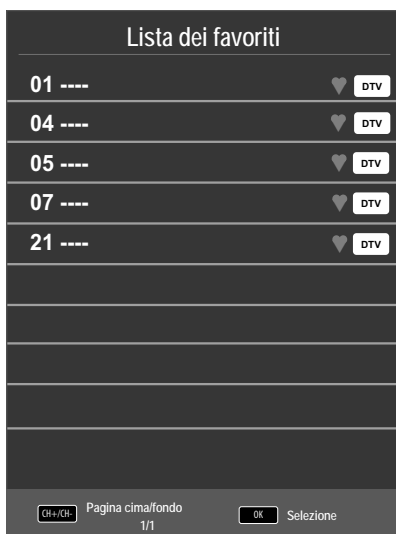 Lista dei favoriti
01 ---- DTV
04 ---- DTV
05 ---- DTV
07 ---- DTV
21 ---- DTV
CH+/CH- Pagina cima/fondo OK Selezione
1/1